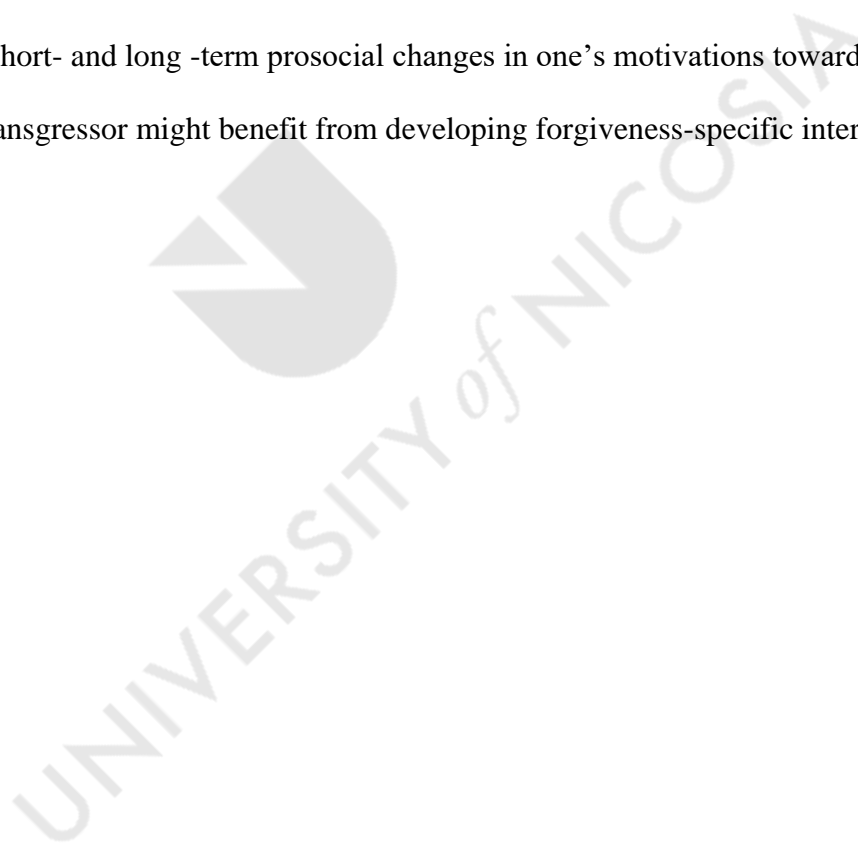 hort- and long -term prosocial changes in one’s motivations toward
ansgressor might benefit from developing forgiveness-specific inter
UNIVERSITY of NICOSIA